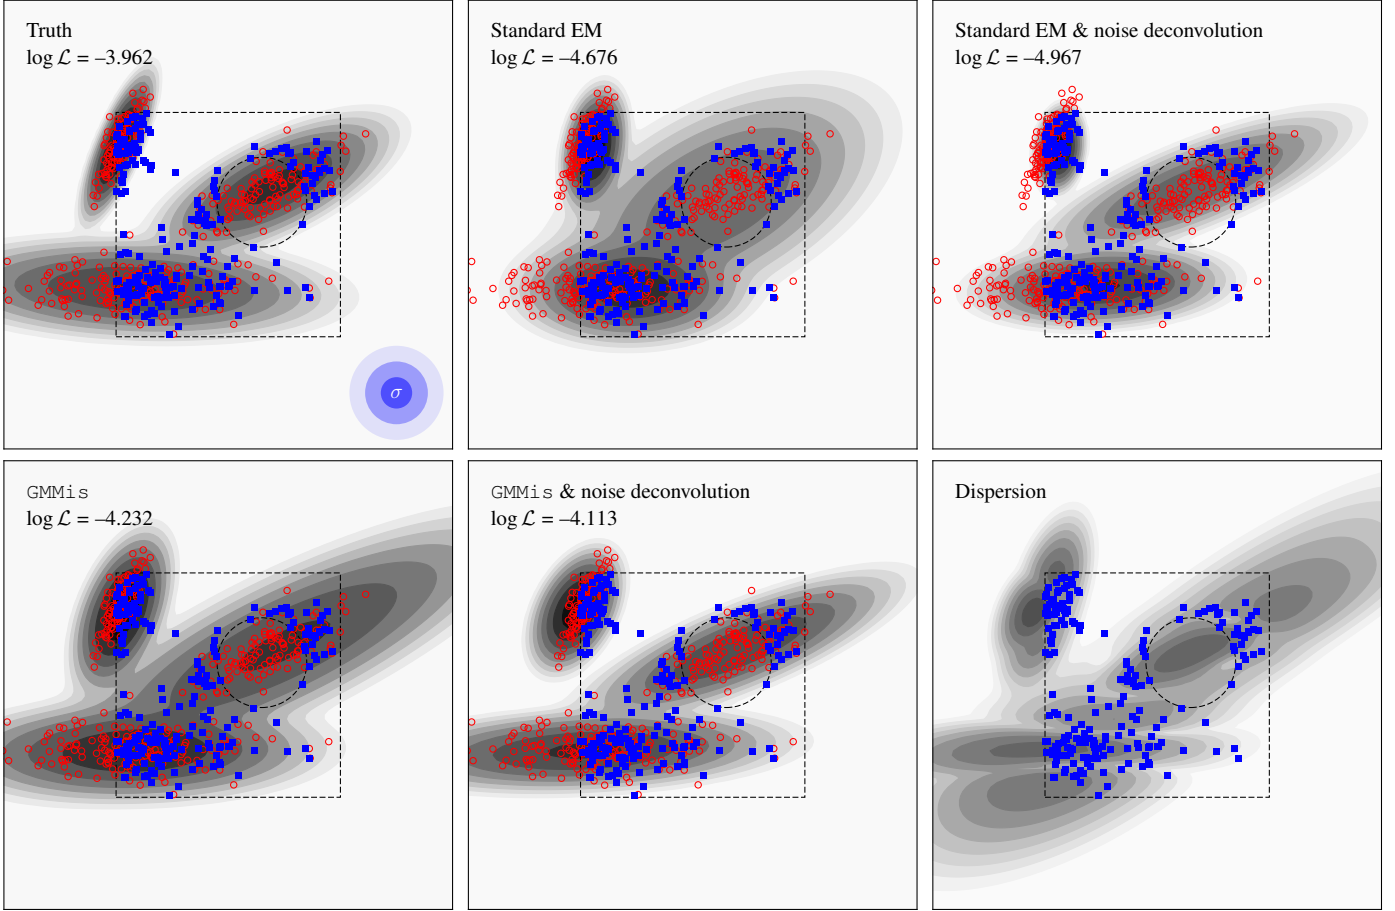 Truth
log ℒ = –3.962
σ
Standard EM
log ℒ = –4.676
Standard EM & noise deconvolution
log ℒ = –4.967
GMMis
log ℒ = –4.232
GMMis & noise deconvolution
log ℒ = –4.113
Dispersion